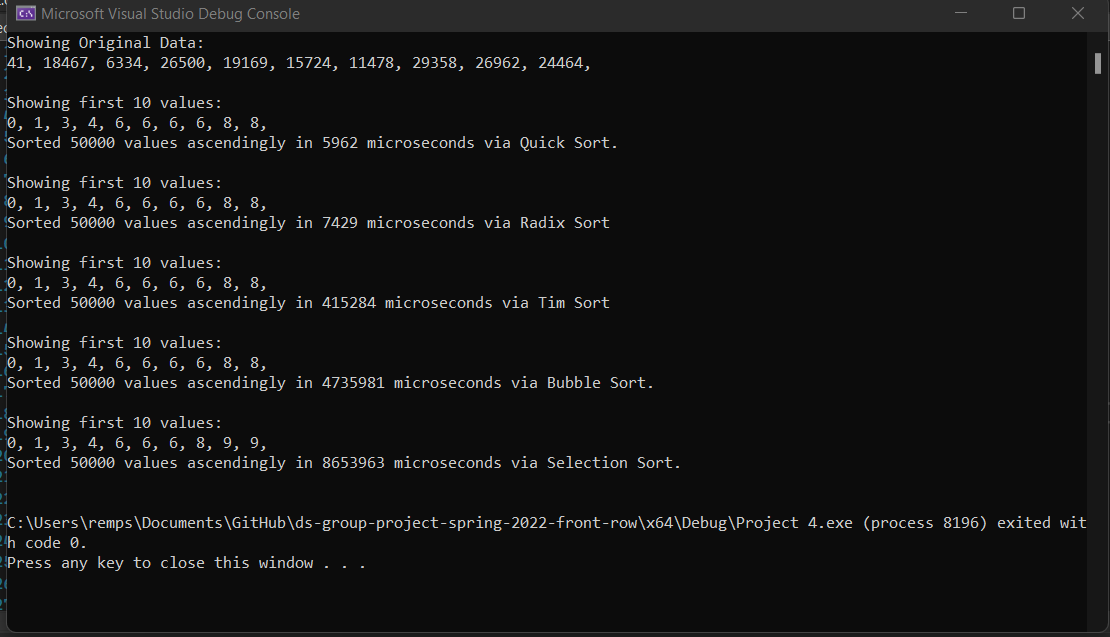 Microsoft Visual Studio Debug Console
Showing Original Data:
41, 18467, 6334, 26500, 19169, 15724, 11478, 29358, 26962, 24464,
Showing first 10 values:
0, 1, 3, 4, 6, 6, 6, 6, 8, 8,
Sorted 50000 values ascendingly in 5962 microseconds via Quick Sort.
Showing first 10 values:
0, 1, 3, 4, 6, 6, 6, 6, 8, 8,
Sorted 50000 values ascendingly in 7429 microseconds via Radix Sort
Showing first 10 values:
0, 1, 3, 4, 6, 6, 6, 6, 8, 8,
Sorted 50000 values ascendingly in 415284 microseconds via Tim Sort
Showing first 10 values:
0, 1, 3, 4, 6, 6, 6, 6, 8, 8,
Sorted 50000 values ascendingly in 4735981 microseconds via Bubble Sort.
Showing first 10 values:
0, 1, 3, 4, 6, 6, 6, 8, 9, 9,
Sorted 50000 values ascendingly in 8653963 microseconds via Selection Sort.
C:\Users\remps\Documents\GitHub\ds-group-project-spring-2022-front-row\x64\Debug\Project 4.exe (process 8196) exited wit
h code 0.
Press any key to close this window . . .